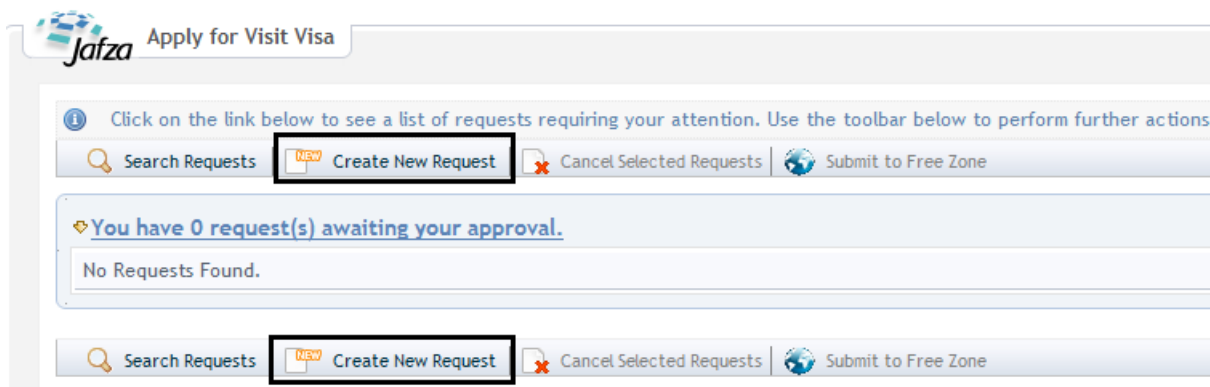 Jafza Apply for Visit Visa
Click on the link below to see a list of requests requiring your attention. Use the toolbar below to perform further actions
Search Requests NEW Create New Request Cancel Selected Requests Submit to Free Zone
You have 0 request(s) awaiting your approval.
No Requests Found.
Search Requests NEW Create New Request Cancel Selected Requests Submit to Free Zone